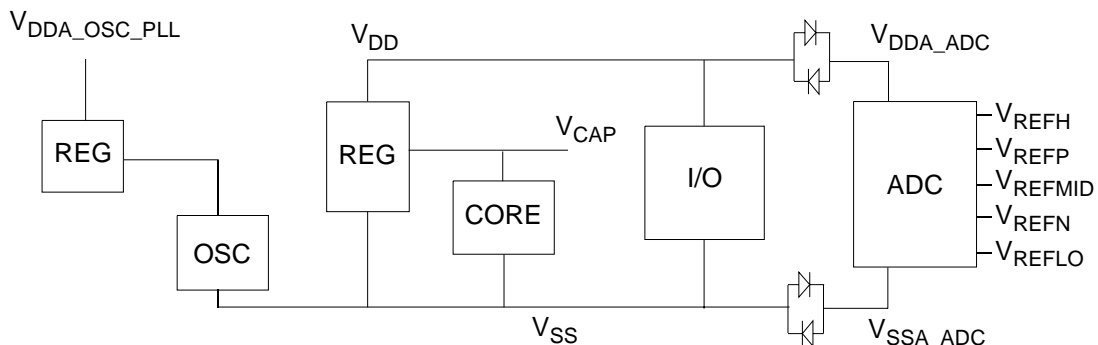 VDDA_OSC_PLL
VDD
VDDA_ADC
REG
REG
VCAP
CORE
I/O
ADC
VREFH
VREFP
VREFMID
VREFN
VREFLO
OSC
VSS
VSSA_ADC